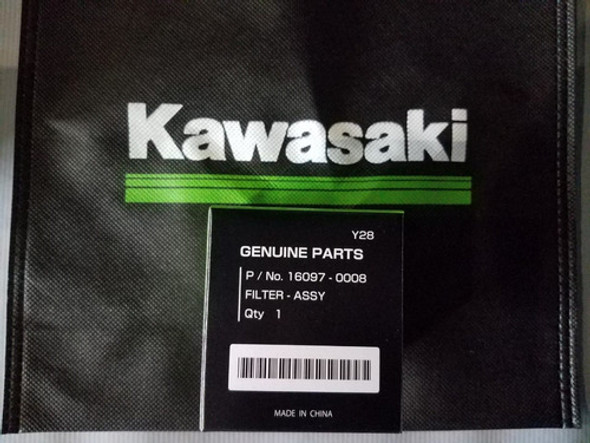 Kawasaki
Y28
GENUINE PARTS
P / No. 16097 - 0008
FILTER - ASSY
Qty 1
MADE IN CHINA